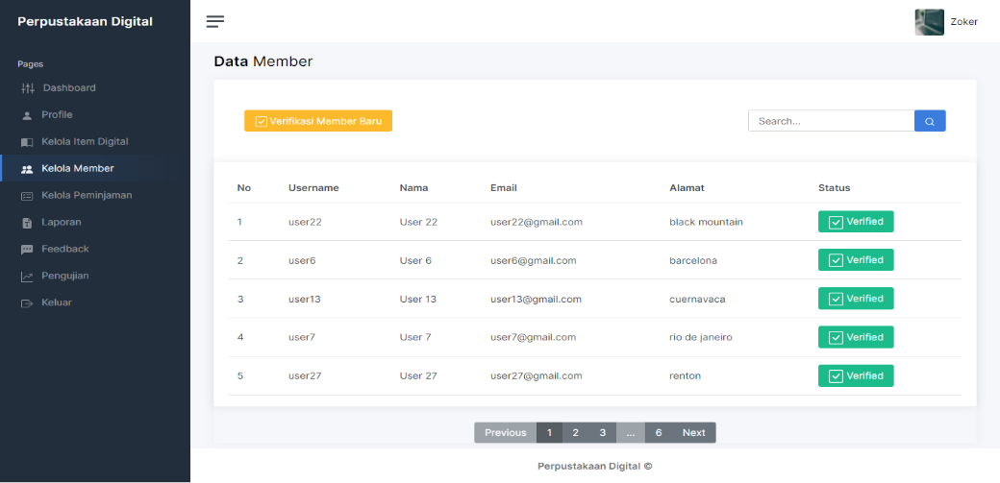 Perpustakaan Digital
Zoker
Pages
Dashboard
Profile
Kelola Item Digital
Kelola Member
Kelola Peminjaman
Laporan
Feedback
Pengujian
Keluar
Data Member
Verifikasi Member Baru
Search...
No Username Nama Email Alamat Status
1 user22 User 22 user22@gmail.com black mountain Verified
2 user6 User 6 user6@gmail.com barcelona Verified
3 user13 User 13 user13@gmail.com cuernavaca Verified
4 user7 User 7 user7@gmail.com rio de janeiro Verified
5 user27 User 27 user27@gmail.com renton Verified
Previous 1 2 3 ... 6 Next
Perpustakaan Digital ©